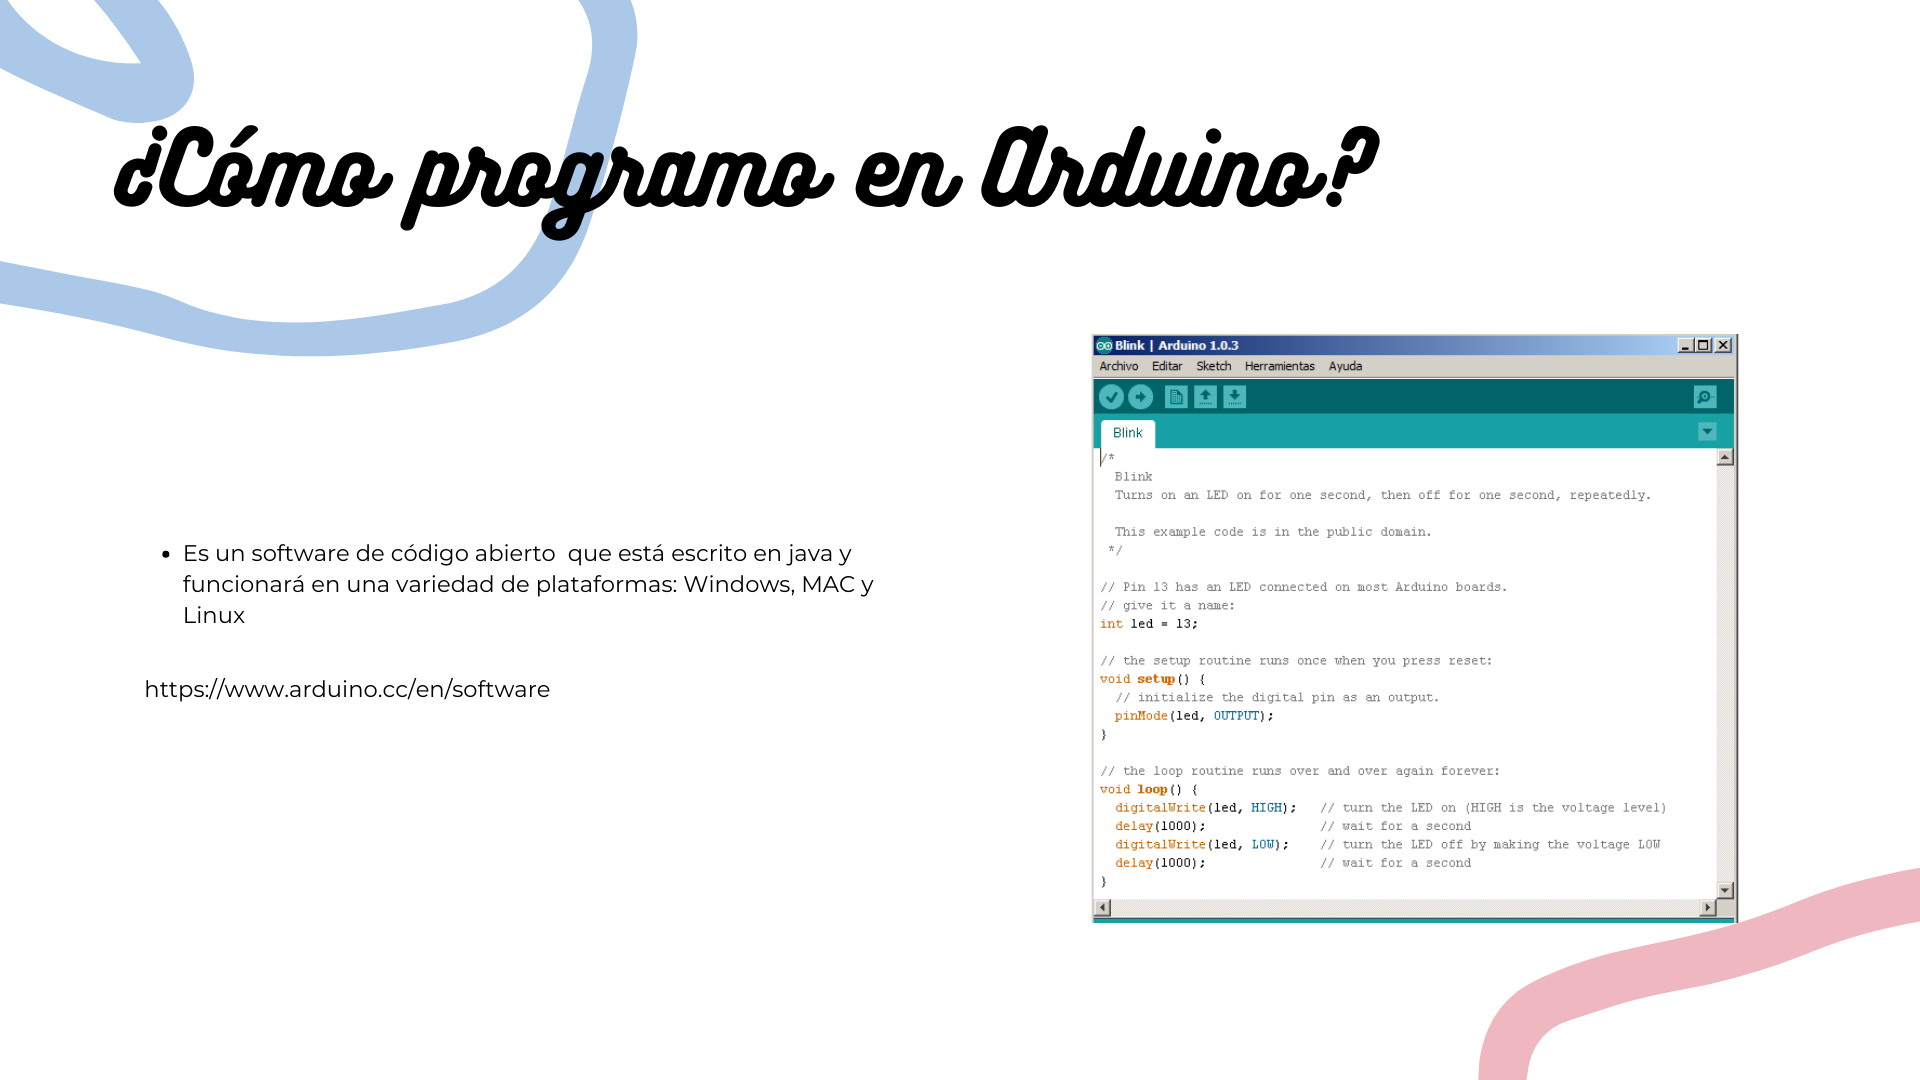 ¿Cómo programo en Arduino?
Es un software de código abierto  que está escrito en java y
funcionará en una variedad de plataformas: Windows, MAC y
Linux
https://www.arduino.cc/en/software
Blink | Arduino 1.0.3
Archivo Editar Sketch Herramientas Ayuda
Blink
/*
  Blink
  Turns on an LED on for one second, then off for one second, repeatedly.
  This example code is in the public domain.
 */
// Pin 13 has an LED connected on most Arduino boards.
// give it a name:
int led = 13;
// the setup routine runs once when you press reset:
void setup() {
  // initialize the digital pin as an output.
  pinMode(led, OUTPUT);
}
// the loop routine runs over and over again forever:
void loop() {
  digitalWrite(led, HIGH);   // turn the LED on (HIGH is the voltage level)
  delay(1000);               // wait for a second
  digitalWrite(led, LOW);    // turn the LED off by making the voltage LOW
  delay(1000);               // wait for a second
}